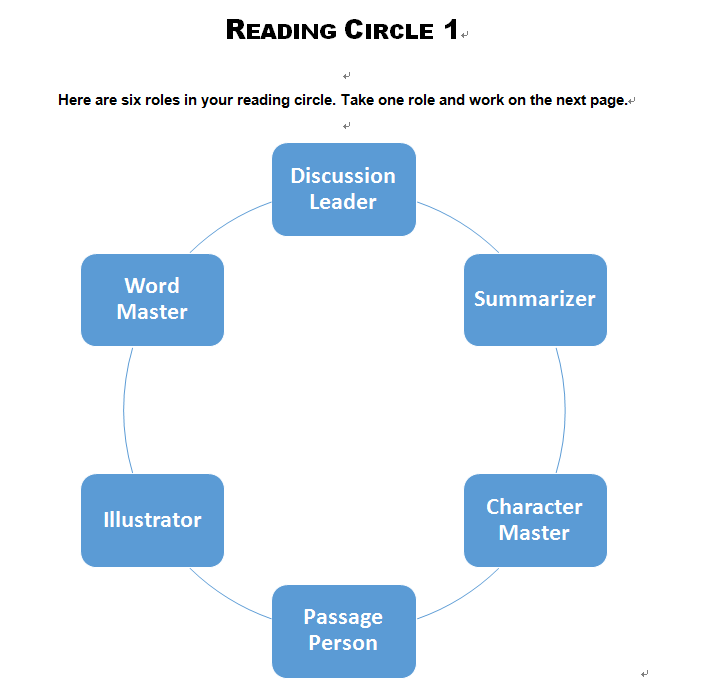 READING CIRCLE 1
Here are six roles in your reading circle. Take one role and work on the next page.
Discussion
Leader
Word
Master
Summarizer
Illustrator
Character
Master
Passage
Person